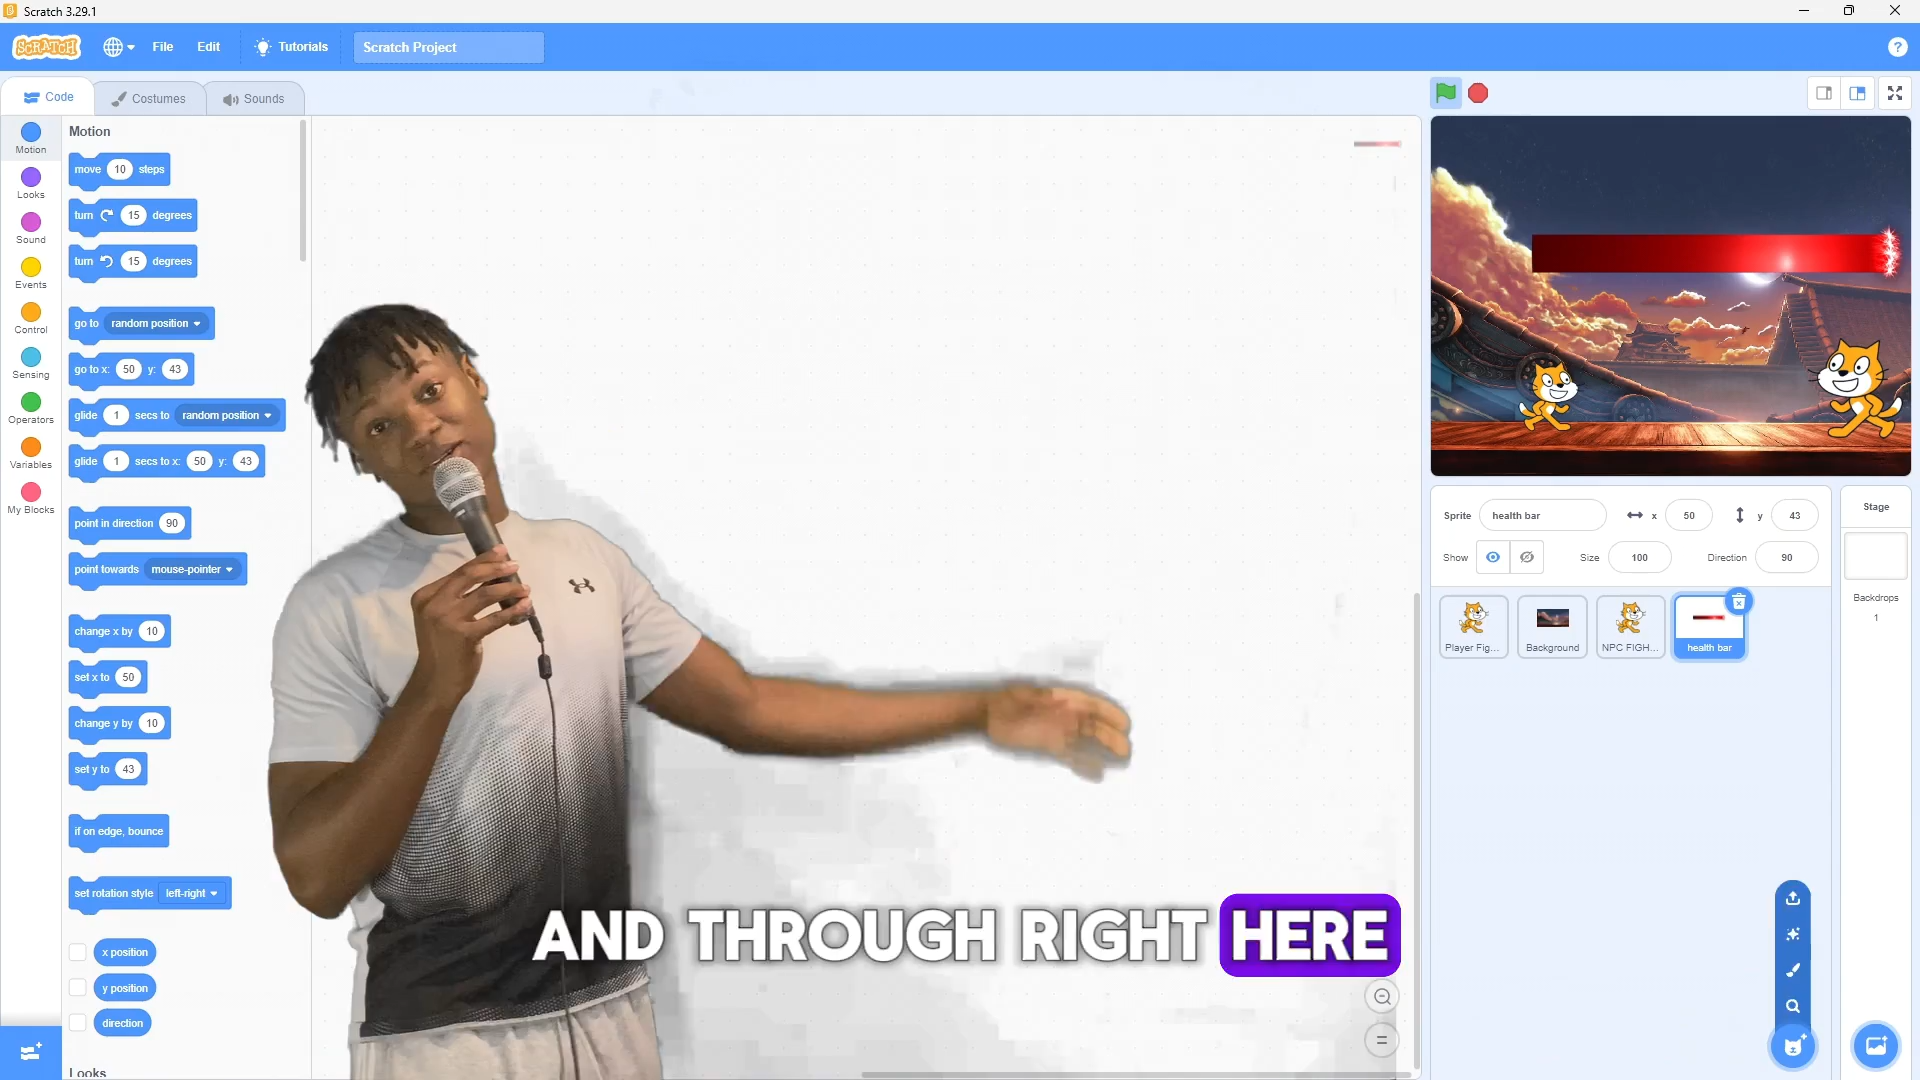 Scratch 3.29.1
SCRATCH
File
Edit
Tutorials
Scratch Project
?
Code
Costumes
Sounds
Motion
Looks
Sound
Events
Control
Sensing
Operators
Variables
My Blocks
Motion
move 10 steps
turn 15 degrees
turn 15 degrees
go to random position
go to x: 50 y: 43
glide 1 secs to random position
glide 1 secs to x: 50 y: 43
point in direction 90
point towards mouse-pointer
change x by 10
set x to 50
change y by 10
set y to 43
if on edge, bounce
set rotation style left-right
x position
y position
direction
Looks
AND THROUGH RIGHT HERE
Sprite health bar x 50 y 43
Show Size 100 Direction 90
Player Fig...
Background
NPC FIGH...
health bar
Stage
Backdrops
1